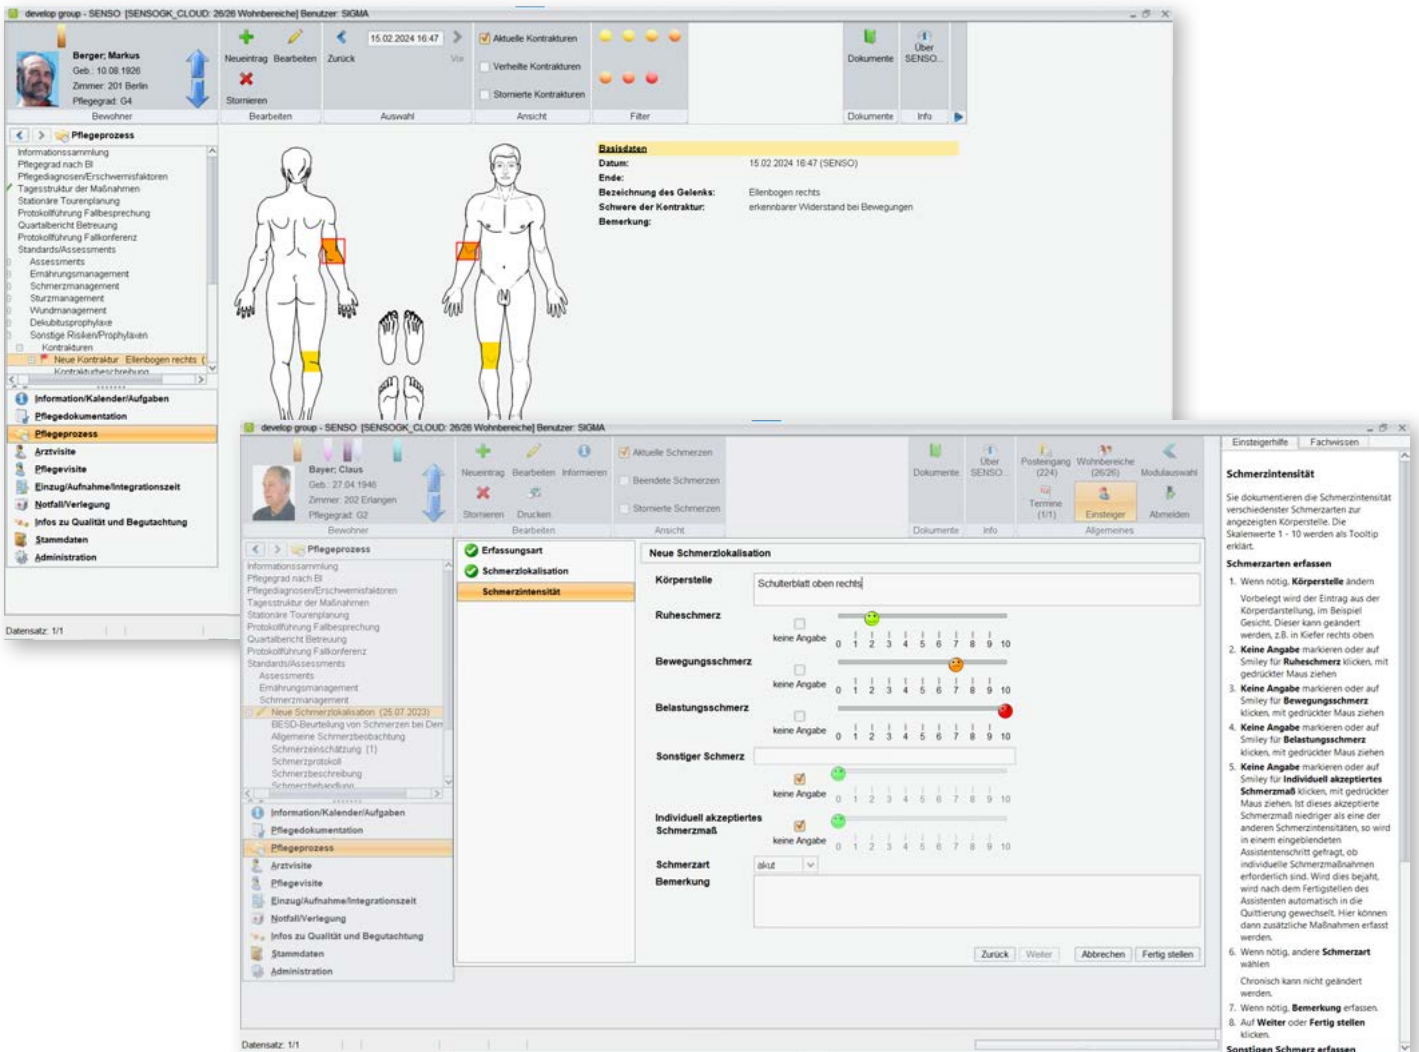 develop group - SENSO [SENSOGK_CLOUD: 26/26 Wohnbereiche] Benutzer: SIGMA
Berger; Markus
Geb.: 10.08.1926
Zimmer: 201 Berlin
Pflegegrad: G4
Bewohner
Neueintrag Bearbeiten
Stornieren
Bearbeiten
Zurück
15.02.2024 16:47
Vor
Auswahl
Aktuelle Kontrakturen
Verheilte Kontrakturen
Stornierte Kontrakturen
Ansicht
Filter
Dokumente
Dokumente
Über
SENSO...
Info
Pflegeprozess
Informationssammlung
Pflegegrad nach BI
Pflegediagnosen/Erschwernisfaktoren
Tagesstruktur der Maßnahmen
Stationäre Tourenplanung
Protokollführung Fallbesprechung
Quartalbericht Betreuung
Protokollführung Fallkonferenz
Standards/Assessments
Assessments
Ernährungsmanagement
Schmerzmanagement
Sturzmanagement
Wundmanagement
Dekubitusprophylaxe
Sonstige Risiken/Prophylaxen
Kontrakturen
Neue Kontraktur Ellenbogen rechts (
Kontrakturbeschreibung
Information/Kalender/Aufgaben
Pflegedokumentation
Pflegeprozess
Arztvisite
Pflegevisite
Einzug/Aufnahme/Integrationszeit
Notfall/Verlegung
Infos zu Qualität und Begutachtung
Stammdaten
Administration
Datensatz: 1/1
Basisdaten
Datum: 15.02.2024 16:47 (SENSO)
Ende:
Bezeichnung des Gelenks: Ellenbogen rechts
Schwere der Kontraktur: erkennbarer Widerstand bei Bewegungen
Bemerkung:
develop group - SENSO [SENSOGK_CLOUD: 26/26 Wohnbereiche] Benutzer: SIGMA
Bayer; Claus
Geb.: 27.04.1946
Zimmer: 202 Erlangen
Pflegegrad: G2
Bewohner
Neueintrag Bearbeiten Informieren
Stornieren Drucken
Bearbeiten
Aktuelle Schmerzen
Beendete Schmerzen
Stornierte Schmerzen
Ansicht
Dokumente
Dokumente
Über
SENSO...
Info
Posteingang
(224)
Wohnbereiche
(26/26)
Modulauswahl
Termine
(1/1)
Einsteiger
Abmelden
Allgemeines
Pflegeprozess
Informationssammlung
Pflegegrad nach BI
Pflegediagnosen/Erschwernisfaktoren
Tagesstruktur der Maßnahmen
Stationäre Tourenplanung
Protokollführung Fallbesprechung
Quartalbericht Betreuung
Protokollführung Fallkonferenz
Standards/Assessments
Assessments
Ernährungsmanagement
Schmerzmanagement
Neue Schmerzlokalisation (25.07.2023)
BESD-Beurteilung von Schmerzen bei Dem
Allgemeine Schmerzbeobachtung
Schmerzeinschätzung (1)
Schmerzprotokoll
Schmerzbeschreibung
Schmerzbehandlung
Information/Kalender/Aufgaben
Pflegedokumentation
Pflegeprozess
Arztvisite
Pflegevisite
Einzug/Aufnahme/Integrationszeit
Notfall/Verlegung
Infos zu Qualität und Begutachtung
Stammdaten
Administration
Datensatz: 1/1
Erfassungsart
Schmerzlokalisation
Schmerzintensität
Neue Schmerzlokalisation
Körperstelle Schulterblatt oben rechts
Ruheschmerz
keine Angabe 0 1 2 3 4 5 6 7 8 9 10
Bewegungsschmerz
keine Angabe 0 1 2 3 4 5 6 7 8 9 10
Belastungsschmerz
keine Angabe 0 1 2 3 4 5 6 7 8 9 10
Sonstiger Schmerz
keine Angabe 0 1 2 3 4 5 6 7 8 9 10
Individuell akzeptiertes
Schmerzmaß
keine Angabe 0 1 2 3 4 5 6 7 8 9 10
Schmerzart akut
Bemerkung
Zurück Weiter Abbrechen Fertig stellen
Einsteigerhilfe Fachwissen
Schmerzintensität
Sie dokumentieren die Schmerzintensität
verschiedenster Schmerzarten zur
angezeigten Körperstelle. Die
Skalenwerte 1 - 10 werden als Tooltip
erklärt.
Schmerzarten erfassen
1. Wenn nötig, Körperstelle ändern
Vorbelegt wird der Eintrag aus der
Körperdarstellung, im Beispiel
Gesicht. Dieser kann geändert
werden, z.B. in Kiefer rechts oben
2. Keine Angabe markieren oder auf
Smiley für Ruheschmerz klicken, mit
gedrückter Maus ziehen
3. Keine Angabe markieren oder auf
Smiley für Bewegungsschmerz
klicken, mit gedrückter Maus ziehen
4. Keine Angabe markieren oder auf
Smiley für Belastungsschmerz
klicken, mit gedrückter Maus ziehen
5. Keine Angabe markieren oder auf
Smiley für Individuell akzeptiertes
Schmerzmaß klicken, mit gedrückter
Maus ziehen. Ist dieses akzeptierte
Schmerzmaß niedriger als eine der
anderen Schmerzintensitäten, so wird
in einem eingeblendeten
Assistentenschritt gefragt, ob
individuelle Schmerzmaßnahmen
erforderlich sind. Wird dies bejaht,
wird nach dem Fertigstellen des
Assistenten automatisch in die
Quittierung gewechselt. Hier können
dann zusätzliche Maßnahmen erfasst
werden.
6. Wenn nötig, andere Schmerzart
wählen
Chronisch kann nicht geändert
werden.
7. Wenn nötig, Bemerkung erfassen.
8. Auf Weiter oder Fertig stellen
klicken.
Sonstigen Schmerz erfassen